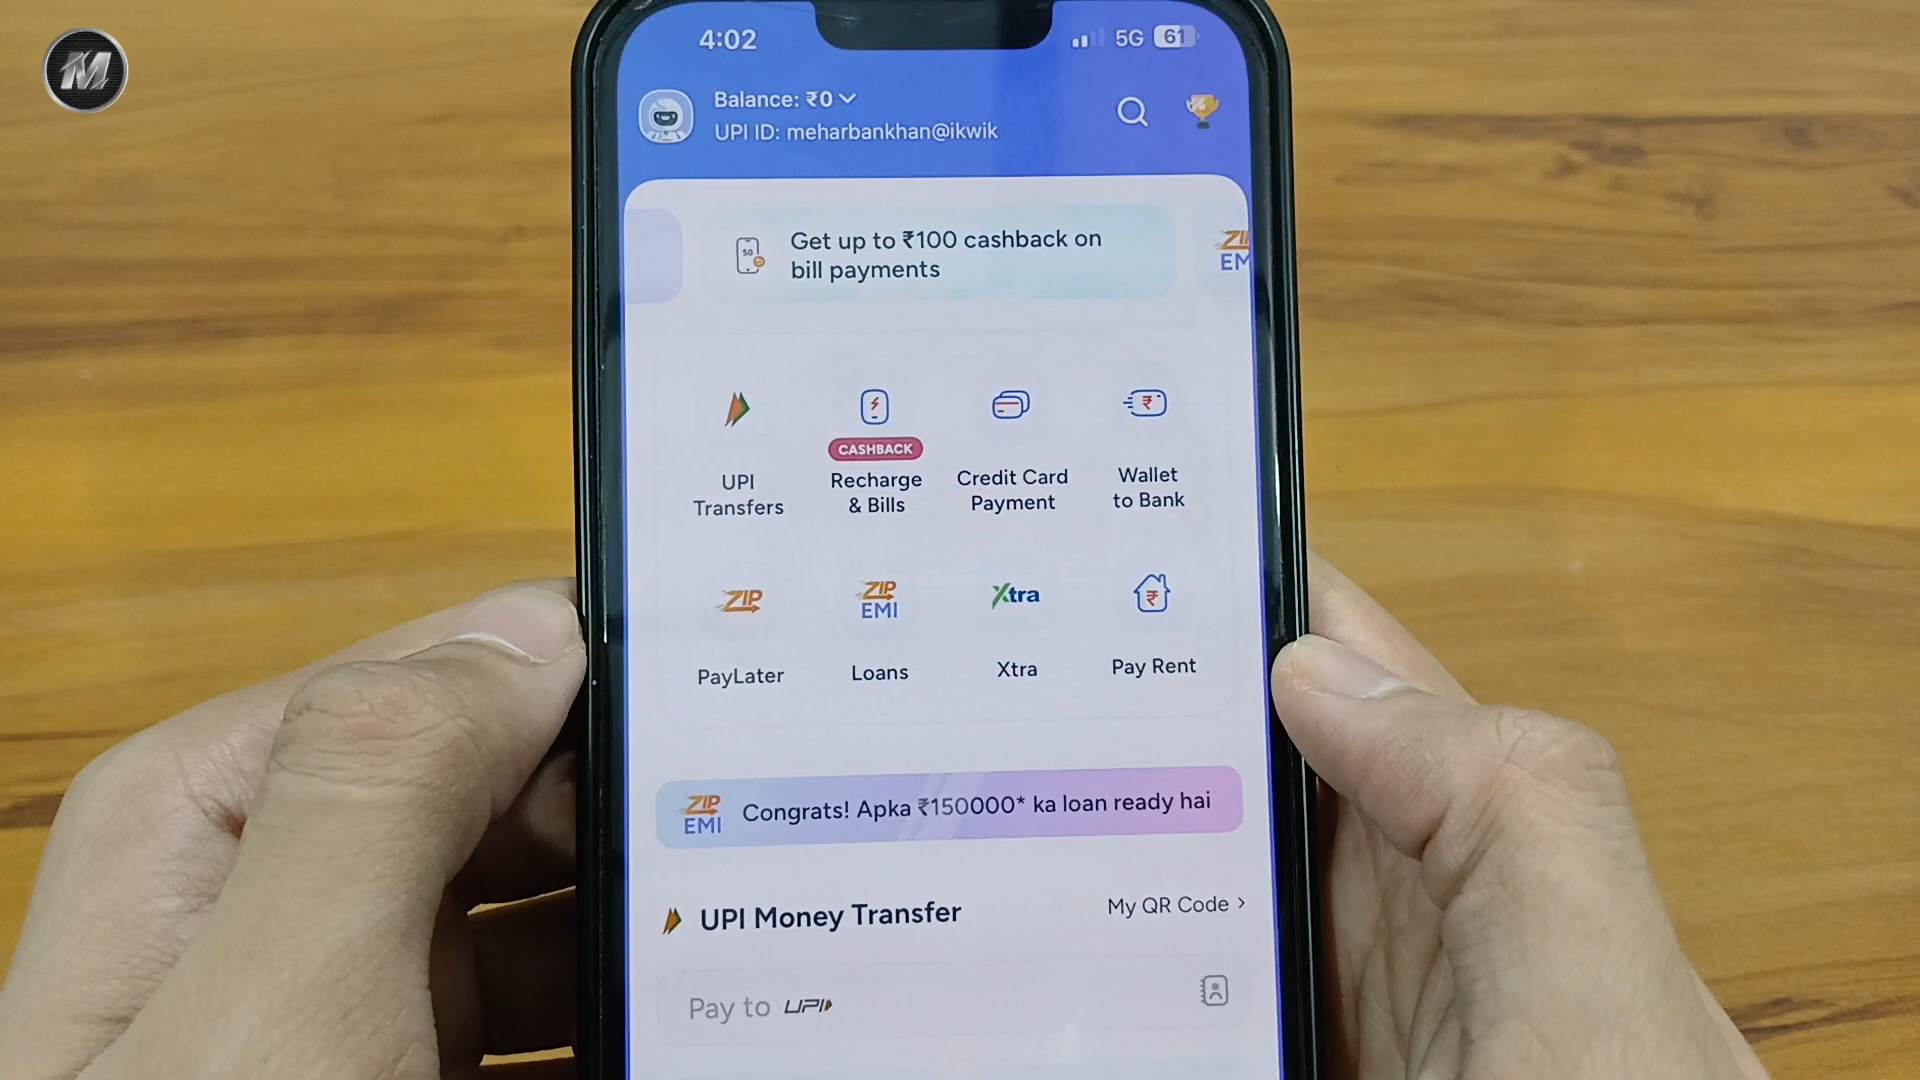 M
4:02
5G 61
Balance: ₹0
UPI ID: meharbankhan@ikwik
50
Get up to ₹100 cashback on
bill payments
ZIP
EM
CASHBACK
UPI
Transfers
Recharge
& Bills
Credit Card
Payment
Wallet
to Bank
ZIP
ZIP
EMI
Xtra
PayLater
Loans
Xtra
Pay Rent
ZIP
EMI
Congrats! Apka ₹150000* ka loan ready hai
UPI Money Transfer
My QR Code >
Pay to UPI